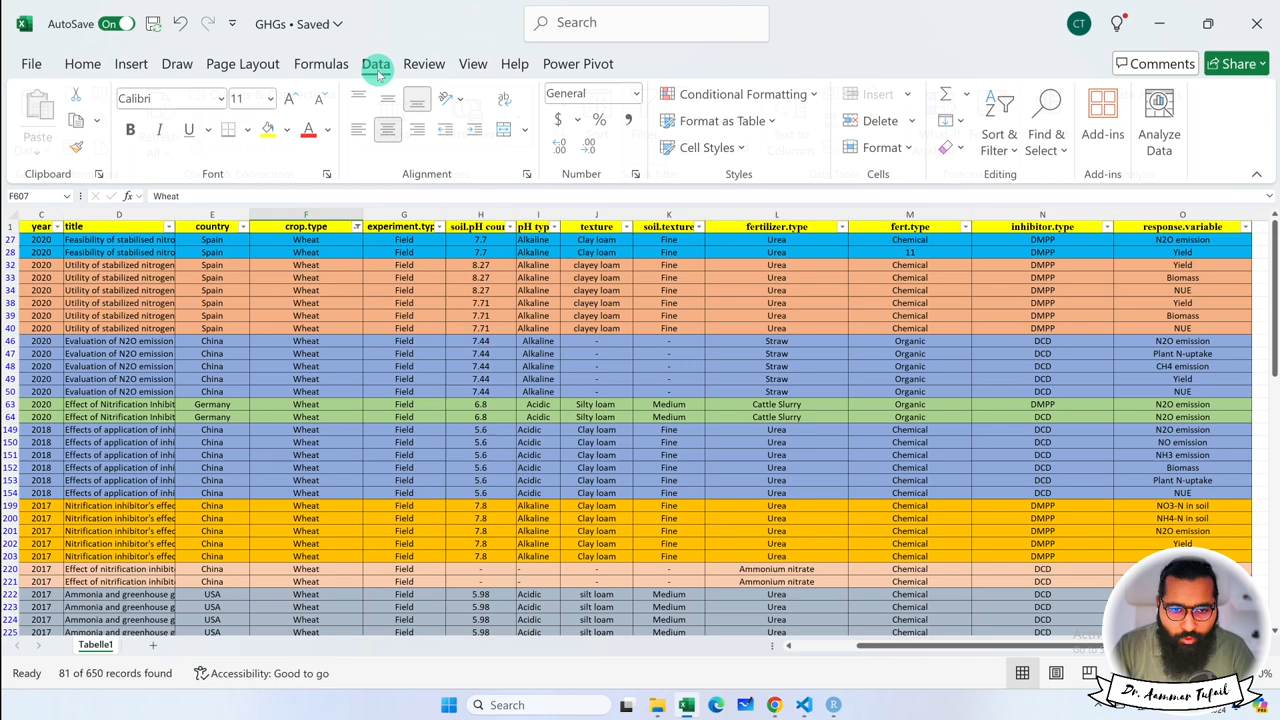 AutoSave On GHGs • Saved Search CT
File Home Insert Draw Page Layout Formulas Data Review View Help Power Pivot Comments Share
Paste Calibri 11 A A General Conditional Formatting Insert Sort & Find & Add-ins Analyze
B I U A $ % Format as Table Delete Filter Select Data
Cell Styles Format
Clipboard Font Alignment Number Styles Cells Editing Add-ins
F607 fx Wheat
C D E F G H I J K L M N O
1 year title country crop.type experiment.typ soil.pH cou pH typ texture soil.texture fertilizer.type fert.type inhibitor.type response.variable
27 2020 Feasibility of stabilised nitro Spain Wheat Field 7.7 Alkaline Clay loam Fine Urea Chemical DMPP N2O emission
28 2020 Feasibility of stabilised nitro Spain Wheat Field 7.7 Alkaline Clay loam Fine Urea 11 DMPP Yield
32 2020 Utility of stabilized nitrogen Spain Wheat Field 8.27 Alkaline clayey loam Fine Urea Chemical DMPP Yield
33 2020 Utility of stabilized nitrogen Spain Wheat Field 8.27 Alkaline clayey loam Fine Urea Chemical DMPP Biomass
34 2020 Utility of stabilized nitrogen Spain Wheat Field 8.27 Alkaline clayey loam Fine Urea Chemical DMPP NUE
38 2020 Utility of stabilized nitrogen Spain Wheat Field 7.71 Alkaline clayey loam Fine Urea Chemical DMPP Yield
39 2020 Utility of stabilized nitrogen Spain Wheat Field 7.71 Alkaline clayey loam Fine Urea Chemical DMPP Biomass
40 2020 Utility of stabilized nitrogen Spain Wheat Field 7.71 Alkaline clayey loam Fine Urea Chemical DMPP NUE
46 2020 Evaluation of N2O emission China Wheat Field 7.44 Alkaline - - Straw Organic DCD N2O emission
47 2020 Evaluation of N2O emission China Wheat Field 7.44 Alkaline - - Straw Organic DCD Plant N-uptake
48 2020 Evaluation of N2O emission China Wheat Field 7.44 Alkaline - - Straw Organic DCD CH4 emission
49 2020 Evaluation of N2O emission China Wheat Field 7.44 Alkaline - - Straw Organic DCD Yield
50 2020 Evaluation of N2O emission China Wheat Field 7.44 Alkaline - - Straw Organic DCD NUE
63 2020 Effect of Nitrification Inhibit Germany Wheat Field 6.8 Acidic Silty loam Medium Cattle Slurry Organic DMPP N2O emission
64 2020 Effect of Nitrification Inhibit Germany Wheat Field 6.8 Acidic Silty loam Medium Cattle Slurry Organic DCD N2O emission
149 2018 Effects of application of inhi China Wheat Field 5.6 Acidic Clay loam Fine Urea Chemical DCD N2O emission
150 2018 Effects of application of inhi China Wheat Field 5.6 Acidic Clay loam Fine Urea Chemical DCD NO emission
151 2018 Effects of application of inhi China Wheat Field 5.6 Acidic Clay loam Fine Urea Chemical DCD NH3 emission
152 2018 Effects of application of inhi China Wheat Field 5.6 Acidic Clay loam Fine Urea Chemical DCD Biomass
153 2018 Effects of application of inhi China Wheat Field 5.6 Acidic Clay loam Fine Urea Chemical DCD Yield
154 2018 Effects of application of inhi China Wheat Field 5.6 Acidic Clay loam Fine Urea Chemical DCD NUE
199 2017 Nitrification inhibitor's effec China Wheat Field 7.8 Alkaline Clay loam Fine Urea Chemical DMPP NO3-N in soil
200 2017 Nitrification inhibitor's effec China Wheat Field 7.8 Alkaline Clay loam Fine Urea Chemical DMPP NH4-N in soil
201 2017 Nitrification inhibitor's effec China Wheat Field 7.8 Alkaline Clay loam Fine Urea Chemical DMPP N2O emission
202 2017 Nitrification inhibitor's effec China Wheat Field 7.8 Alkaline Clay loam Fine Urea Chemical DMPP Yield
203 2017 Nitrification inhibitor's effec China Wheat Field 7.8 Alkaline Clay loam Fine Urea Chemical DMPP
220 2017 Effect of nitrification inhibit China Wheat Field - - - - Ammonium nitrate DCD
221 2017 Effect of nitrification inhibit China Wheat Field - - - - Ammonium nitrate DCD
222 2017 Ammonia and greenhouse g USA Wheat Field 5.98 Acidic silt loam Medium Urea Chemical DCD
223 2017 Ammonia and greenhouse g USA Wheat Field 5.98 Acidic silt loam Medium Urea Chemical DCD
224 2017 Ammonia and greenhouse g USA Wheat Field 5.98 Acidic silt loam Medium Urea Chemical DCD
225 2017 Ammonia and greenhouse g USA Wheat Field 5.98 Acidic silt loam Medium Urea Chemical DCD
Tabelle1
Ready 81 of 650 records found Accessibility: Good to go
Search
Dr. Aammar Tufail